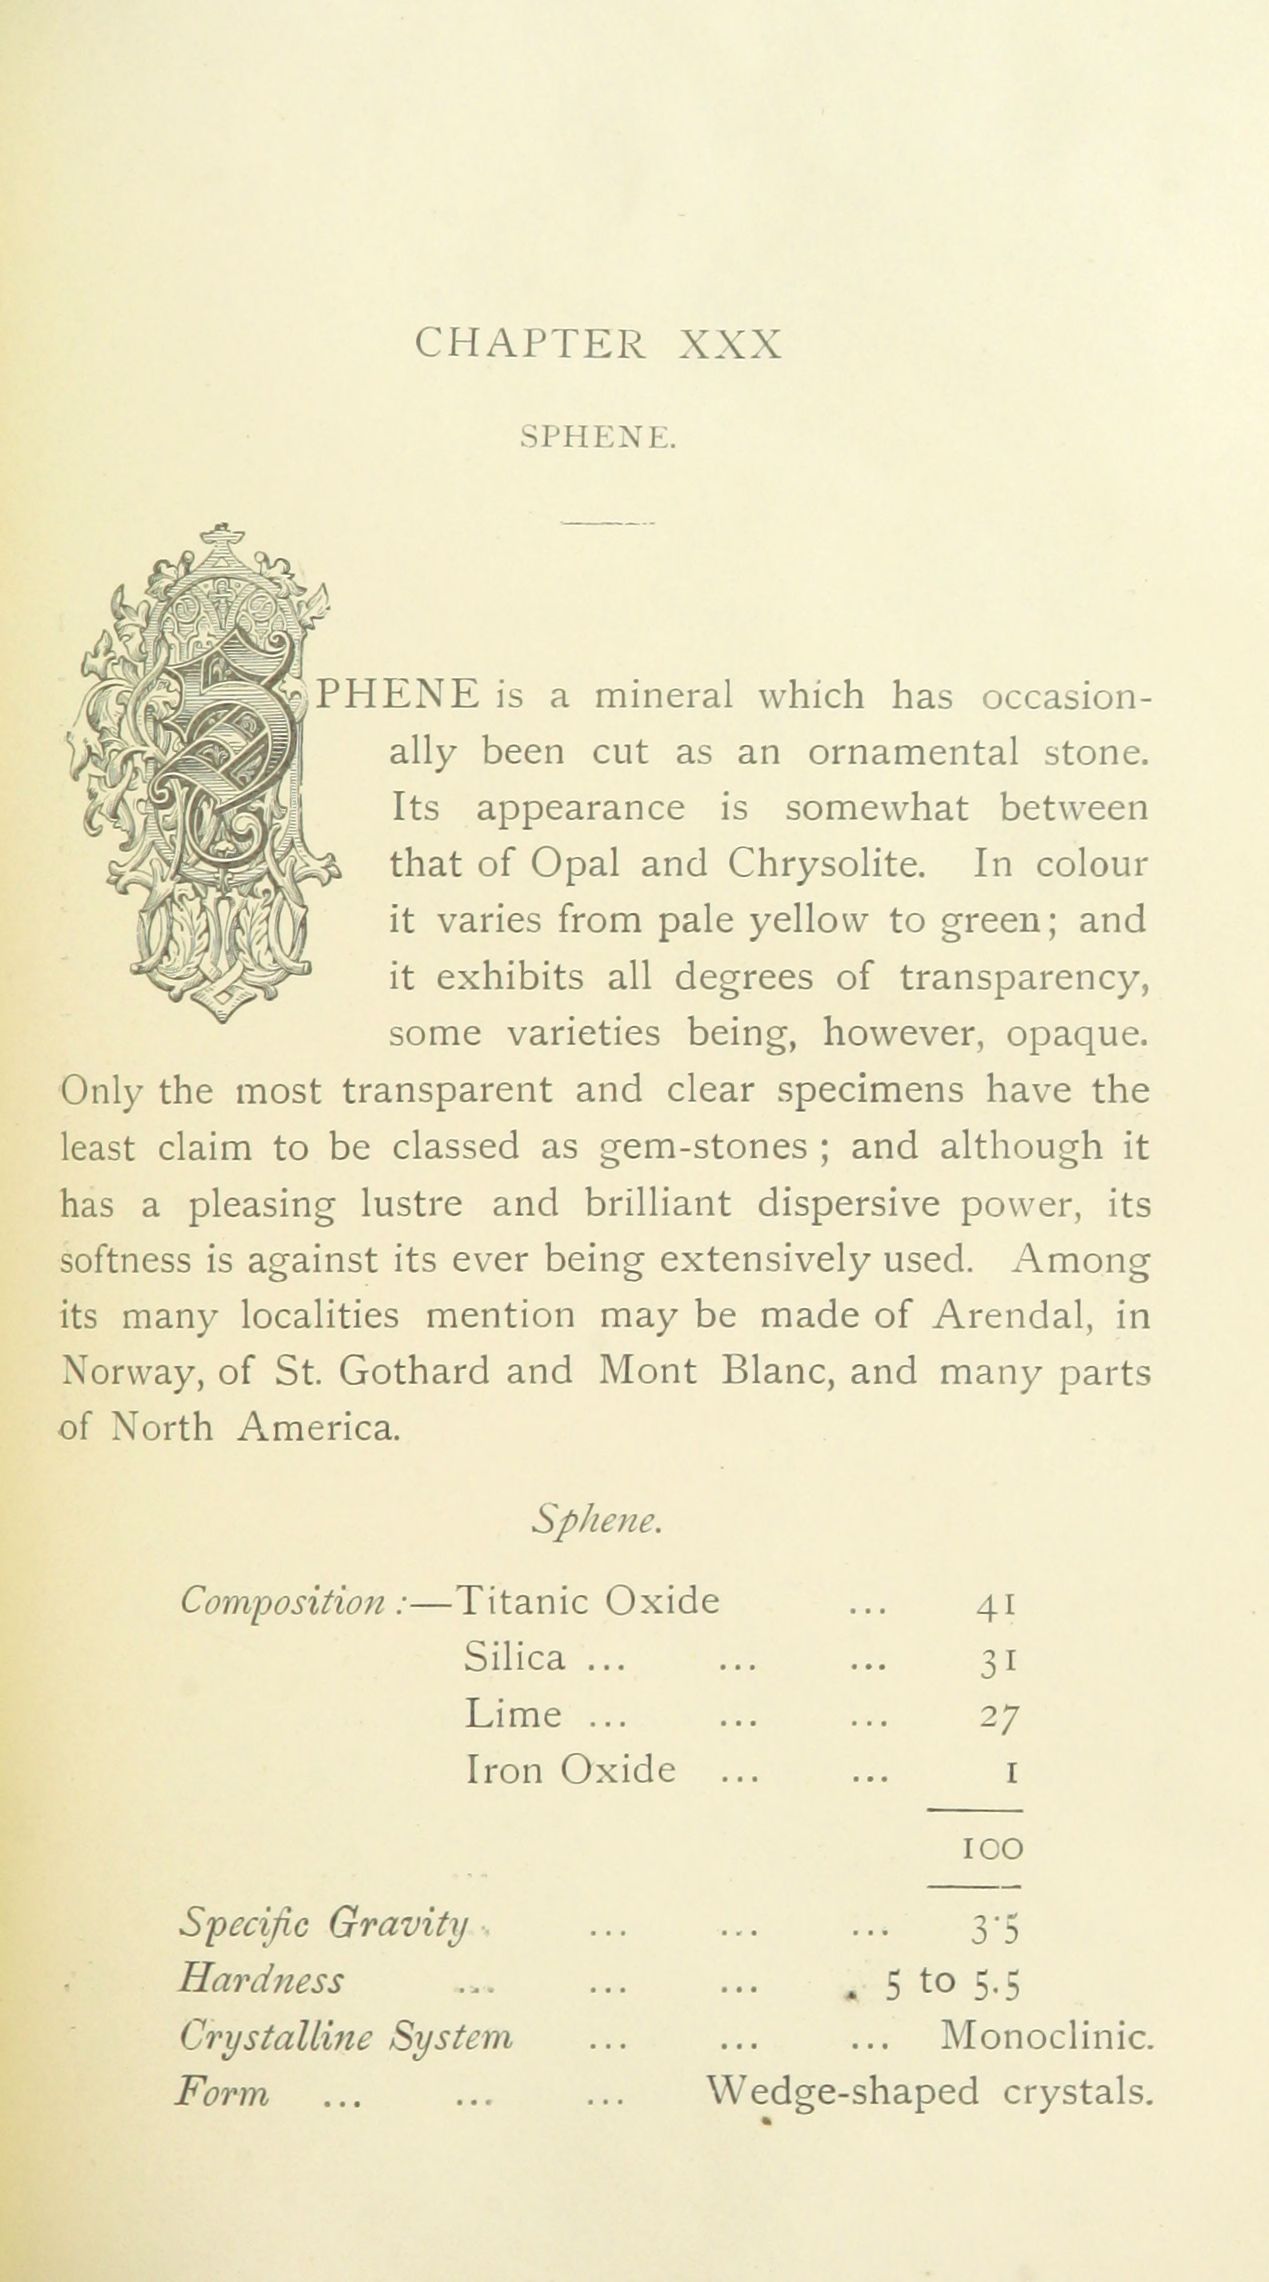 CHAPTER XXX
SPHENE.
SPHENE is a mineral which has occasion-
ally been cut as an ornamental stone.
Its appearance is somewhat between
that of Opal and Chrysolite. In colour
it varies from pale yellow to green; and
it exhibits all degrees of transparency,
some varieties being, however, opaque.
Only the most transparent and clear specimens have the
least claim to be classed as gem-stones; and although it
has a pleasing lustre and brilliant dispersive power, its
softness is against its ever being extensively used. Among
its many localities mention may be made of Arendal, in
Norway, of St. Gothard and Mont Blanc, and many parts
of North America.
Sphene.
Composition:—Titanic Oxide ... 41
Silica ... ... ... 31
Lime ... ... ... 27
Iron Oxide ... ... 1
100
Specific Gravity ... ... ... 3·5
Hardness ... ... ... . 5 to 5.5
Crystalline System ... ... ... Monoclinic.
Form ... ... ... Wedge-shaped crystals.